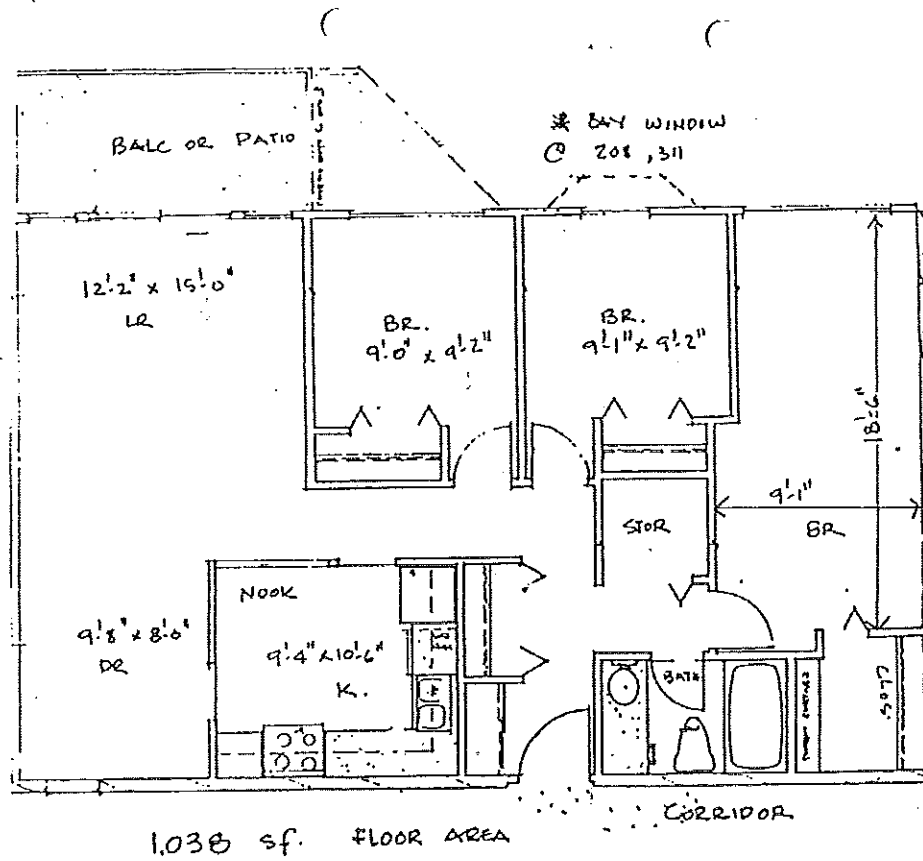 BALC OR PATIO
* BAY WINDOW
@ 208, 311
12'-2" x 15'-0"
LR
BR.
9'-0" x 9'-2"
BR.
9'-1" x 9'-2"
18'-6"
9'-1"
BR
STOR
NOOK
9'-8" x 8'-0"
DR
9'-4" x 10'-6"
K.
BATH
CLOS.
CORRIDOR
1,038 sf. FLOOR AREA